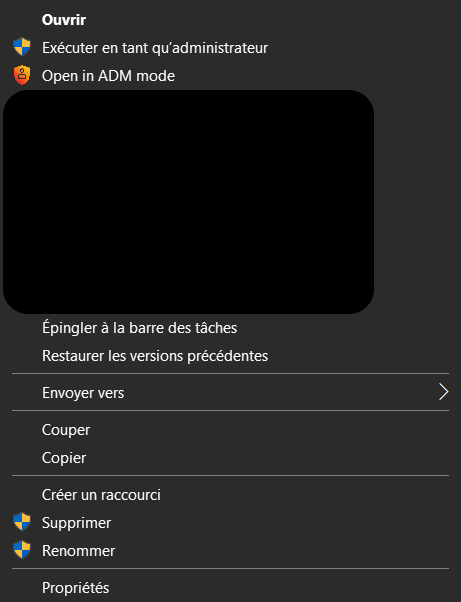 Ouvrir
Exécuter en tant qu'administrateur
Open in ADM mode
Épingler à la barre des tâches
Restaurer les versions précédentes
Envoyer vers
Couper
Copier
Créer un raccourci
Supprimer
Renommer
Propriétés